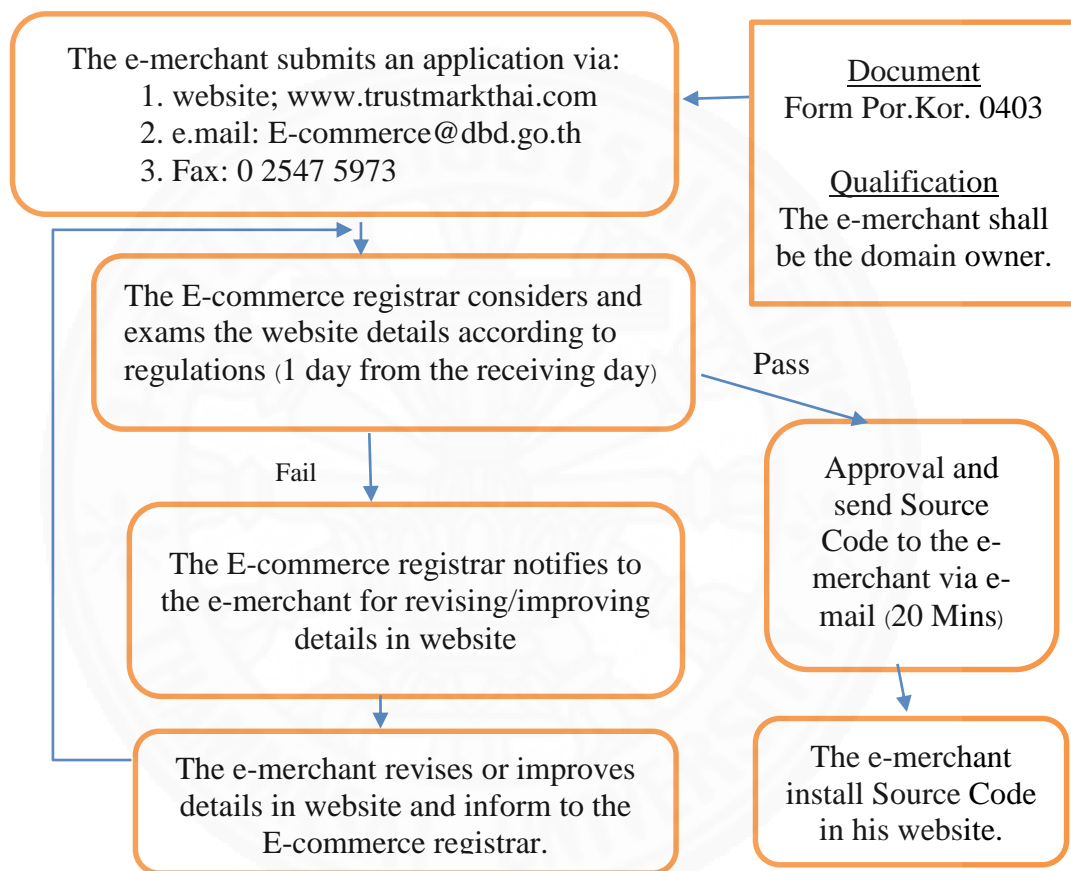 The e-merchant submits an application via:
1. website; www.trustmarkthai.com
2. e.mail: E-commerce@dbd.go.th
3. Fax: 0 2547 5973
Document
Form Por.Kor. 0403
Qualification
The e-merchant shall
be the domain owner.
The E-commerce registrar considers and
exams the website details according to
regulations (1 day from the receiving day)
Pass
Fail
Approval and
send Source
Code to the e-
merchant via e-
mail (20 Mins)
The E-commerce registrar notifies to
the e-merchant for revising/improving
details in website
The e-merchant revises or improves
details in website and inform to the
E-commerce registrar.
The e-merchant
install Source Code
in his website.